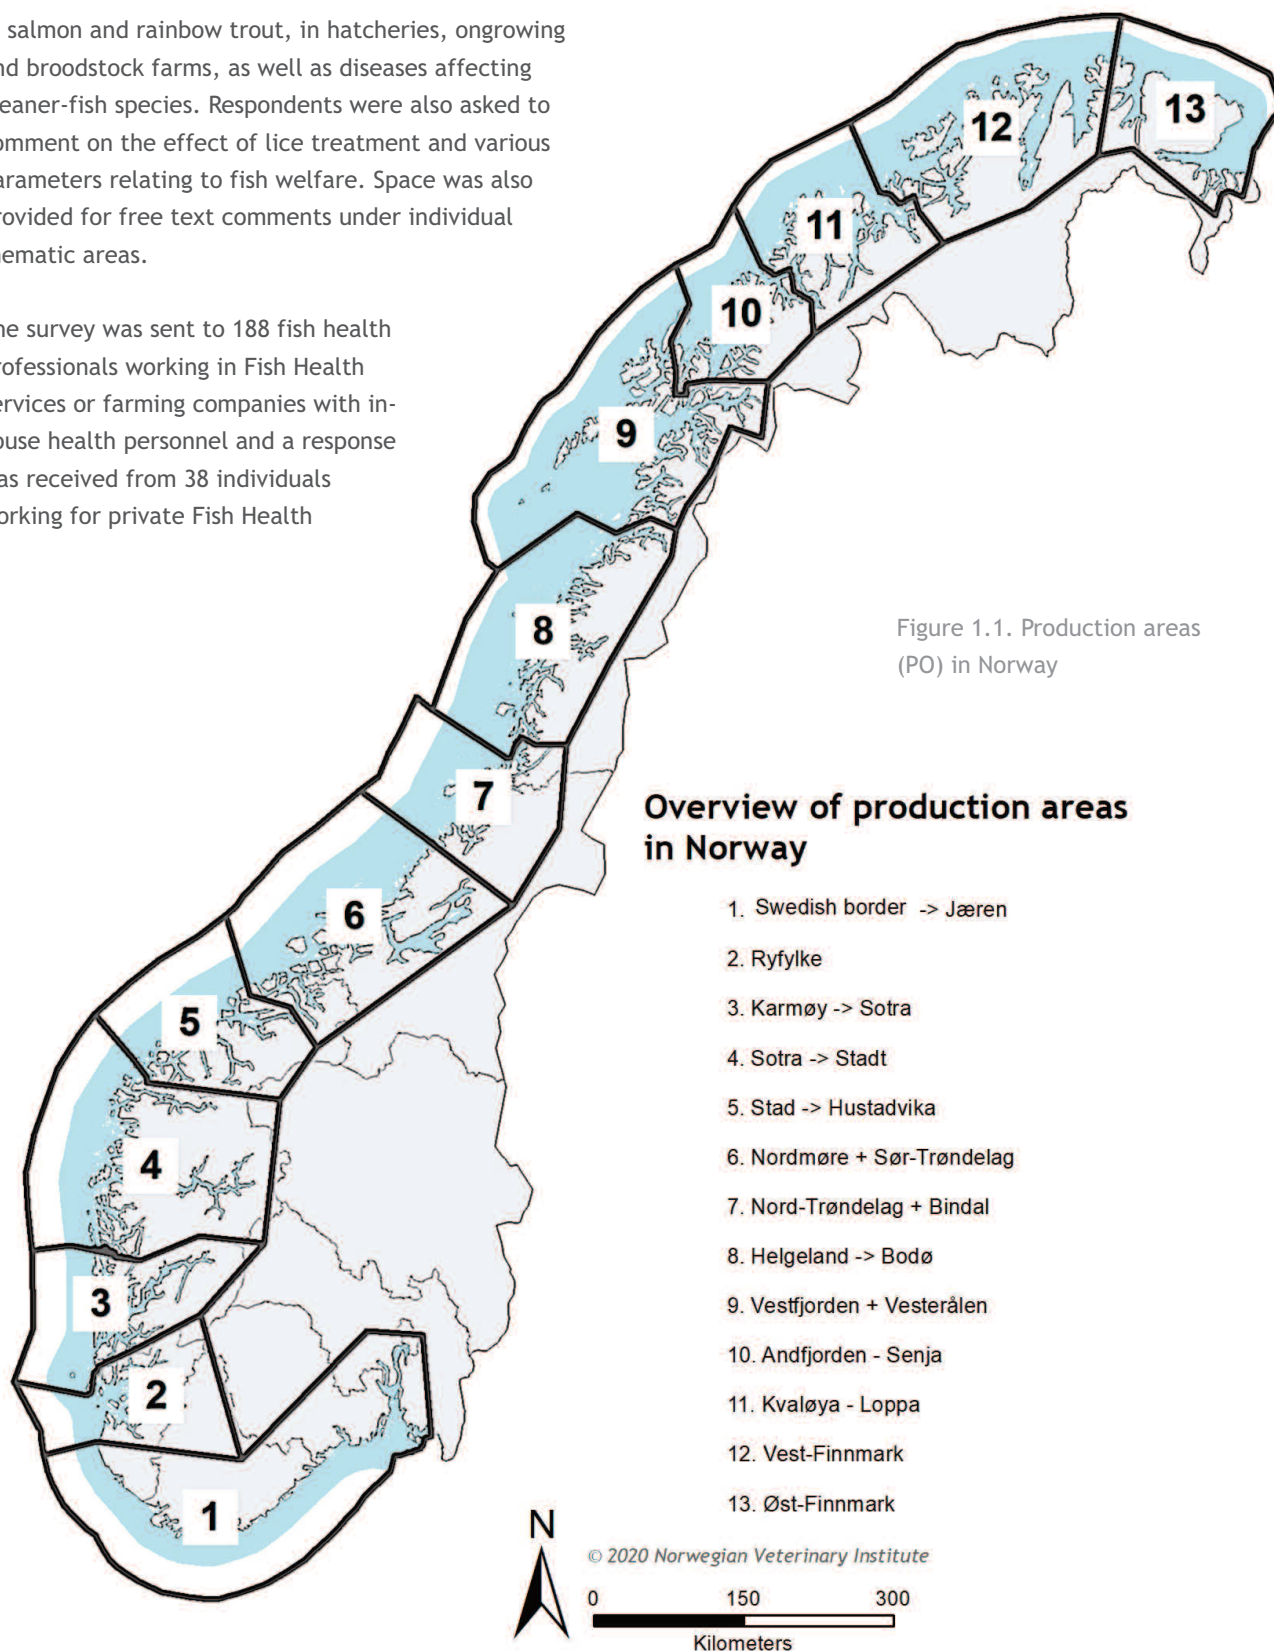 salmon and rainbow trout, in hatcheries, ongrowing
nd broodstock farms, as well as diseases affecting
eaner-fish species. Respondents were also asked to
omment on the effect of lice treatment and various
arameters relating to fish welfare. Space was also
rovided for free text comments under individual
hematic areas.
he survey was sent to 188 fish health
rofessionals working in Fish Health
ervices or farming companies with in-
ouse health personnel and a response
as received from 38 individuals
orking for private Fish Health
13
12
11
10
9
8
Figure 1.1. Production areas
(PO) in Norway
7
6
5
4
3
2
1
Overview of production areas
in Norway
1. Swedish border -> Jæren
2. Ryfylke
3. Karmøy -> Sotra
4. Sotra -> Stadt
5. Stad -> Hustadvika
6. Nordmøre + Sør-Trøndelag
7. Nord-Trøndelag + Bindal
8. Helgeland -> Bodø
9. Vestfjorden + Vesterålen
10. Andfjorden - Senja
11. Kvaløya - Loppa
12. Vest-Finnmark
13. Øst-Finnmark
N
© 2020 Norwegian Veterinary Institute
0 150 300
Kilometers